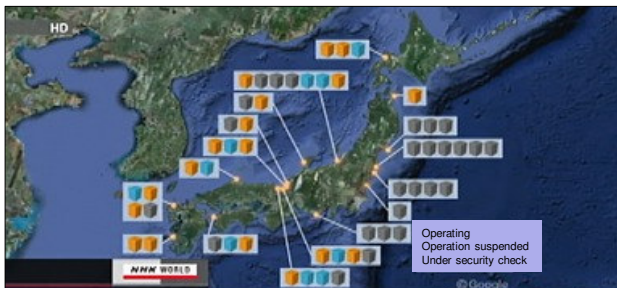 HD
Operating
Operation suspended
Under security check
NHK WORLD
©Google